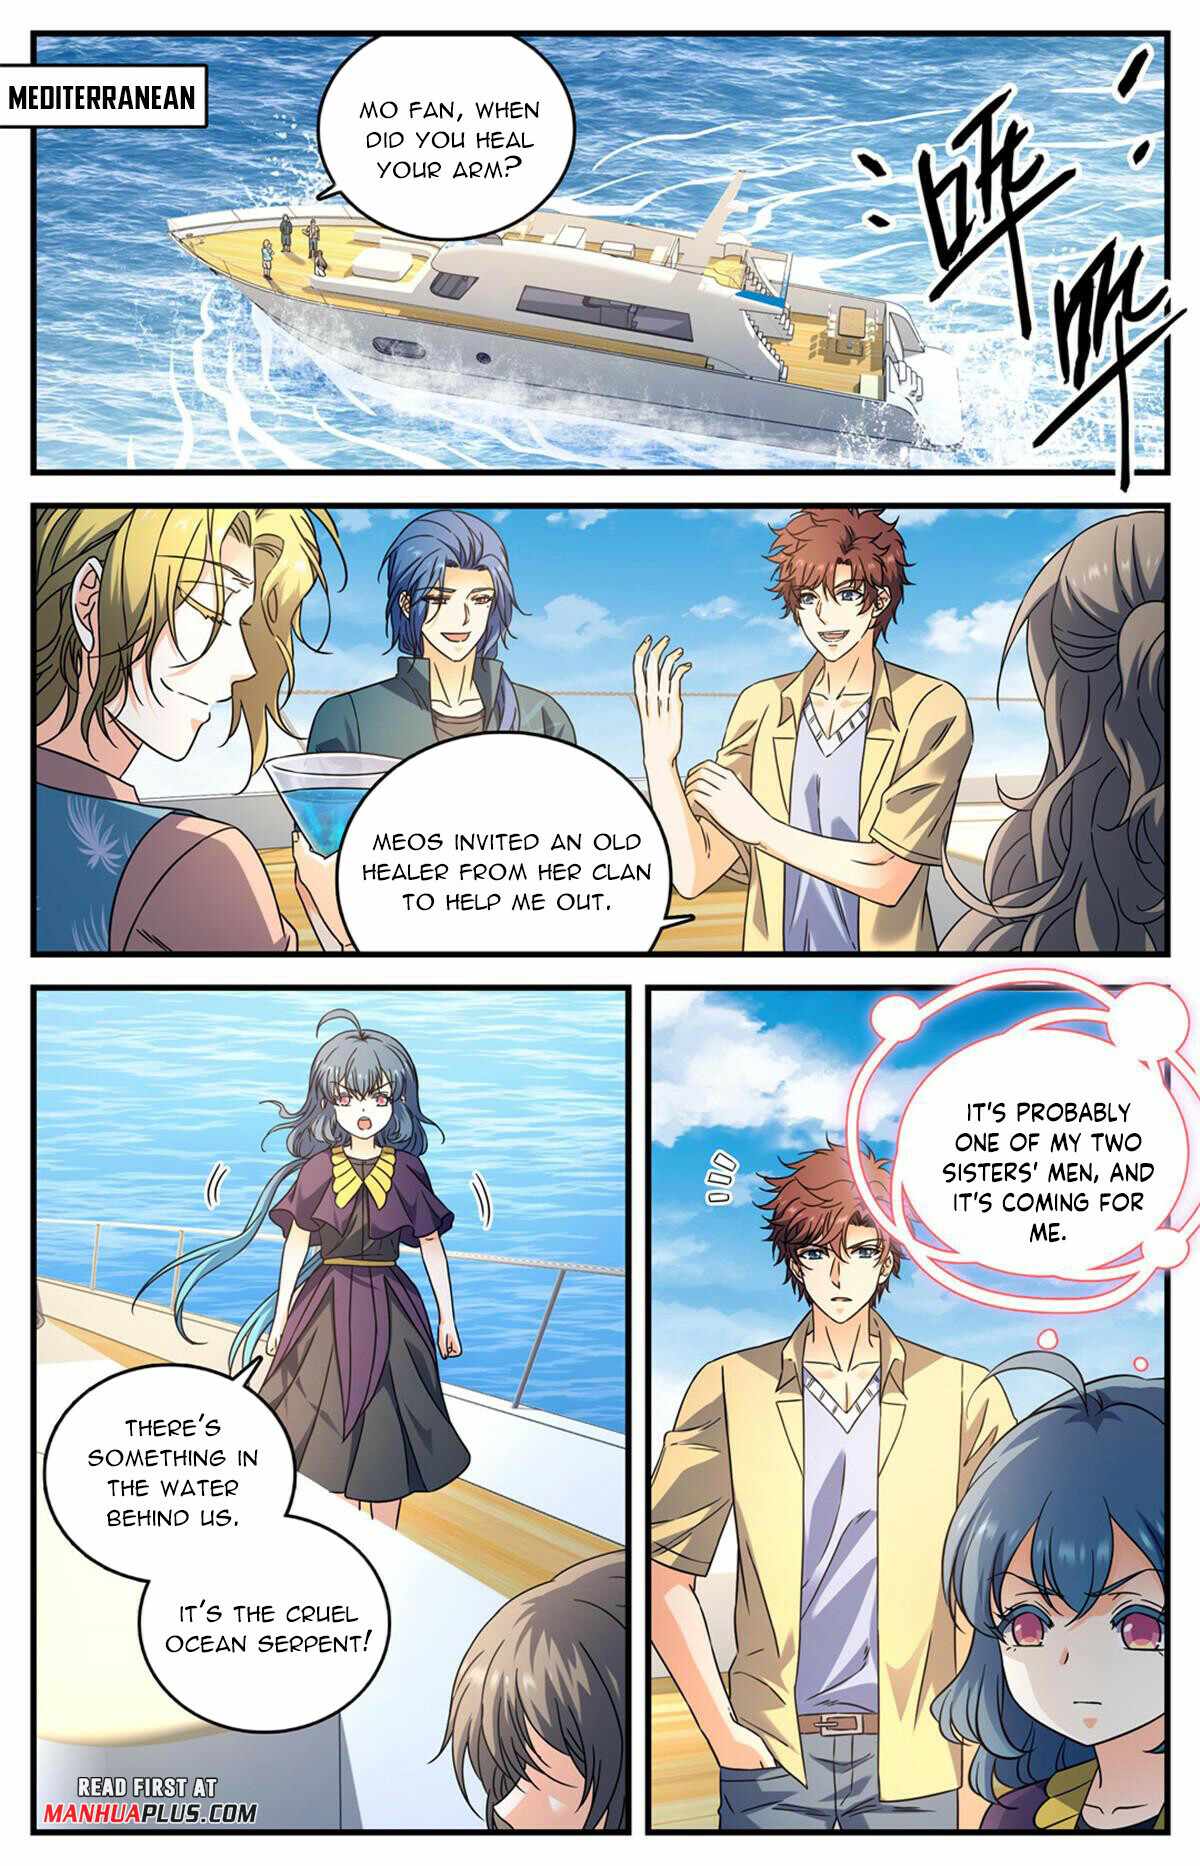 MEDITERRANEAN
MO FAN, WHEN
DID YOU HEAL
YOUR ARM?
MEOS INVITED AN OLD
HEALER FROM HER CLAN
TO HELP ME OUT.
THERE'S
SOMETHING IN
THE WATER
BEHIND US.
IT'S THE CRUEL
OCEAN SERPENT!
IT'S PROBABLY
ONE OF MY TWO
SISTERS' MEN, AND
IT'S COMING FOR
ME.
READ FIRST AT
MANHUAPLUS.COM